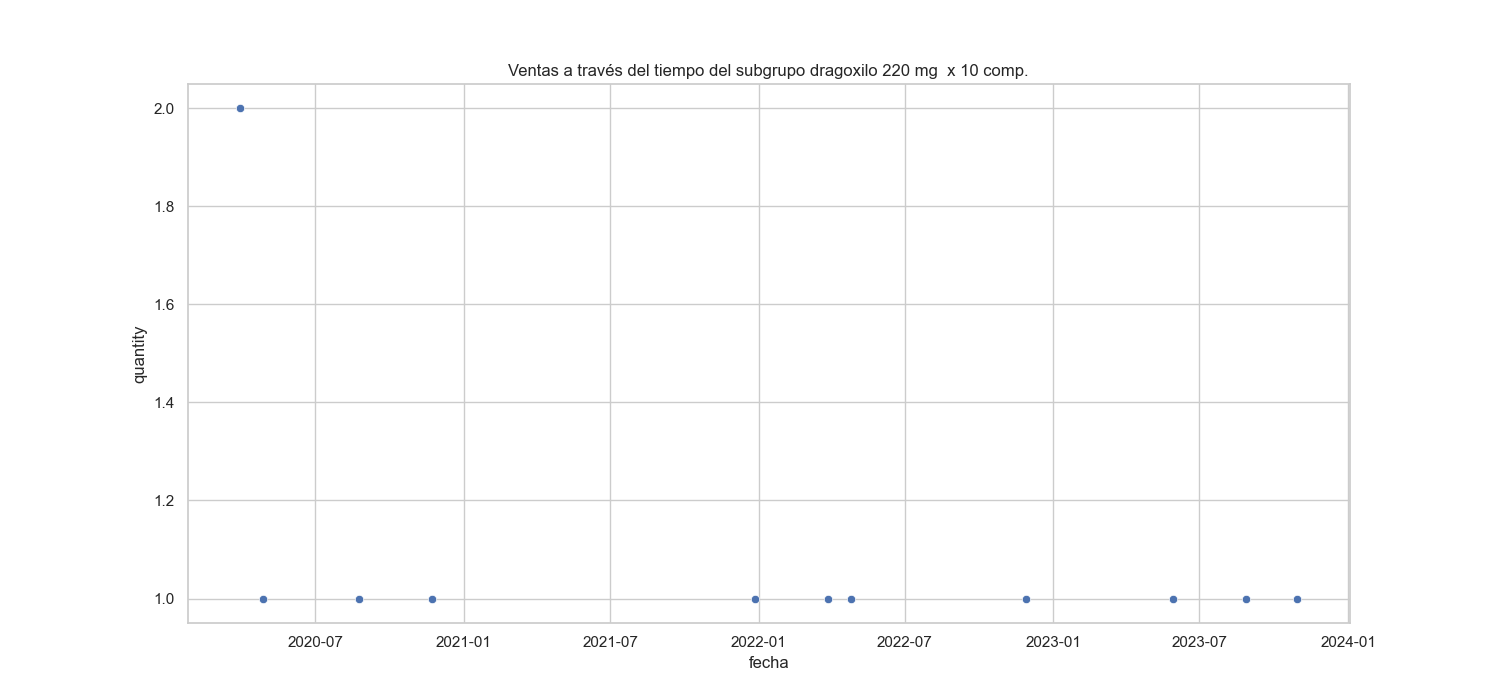 Ventas a través del tiempo del subgrupo dragoxilo 220 mg  x 10 comp.
2.0
1.8
1.6
1.4
1.2
1.0
quantity
2020-07 2021-01 2021-07 2022-01 2022-07 2023-01 2023-07 2024-01
fecha